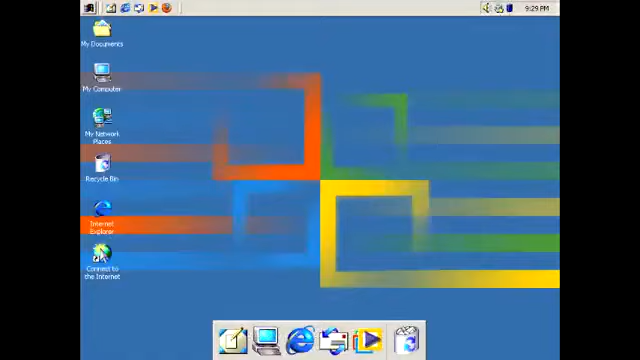 9:29 PM
My Documents
My Computer
My Network
Places
Recycle Bin
Internet
Explorer
Connect to
the Internet